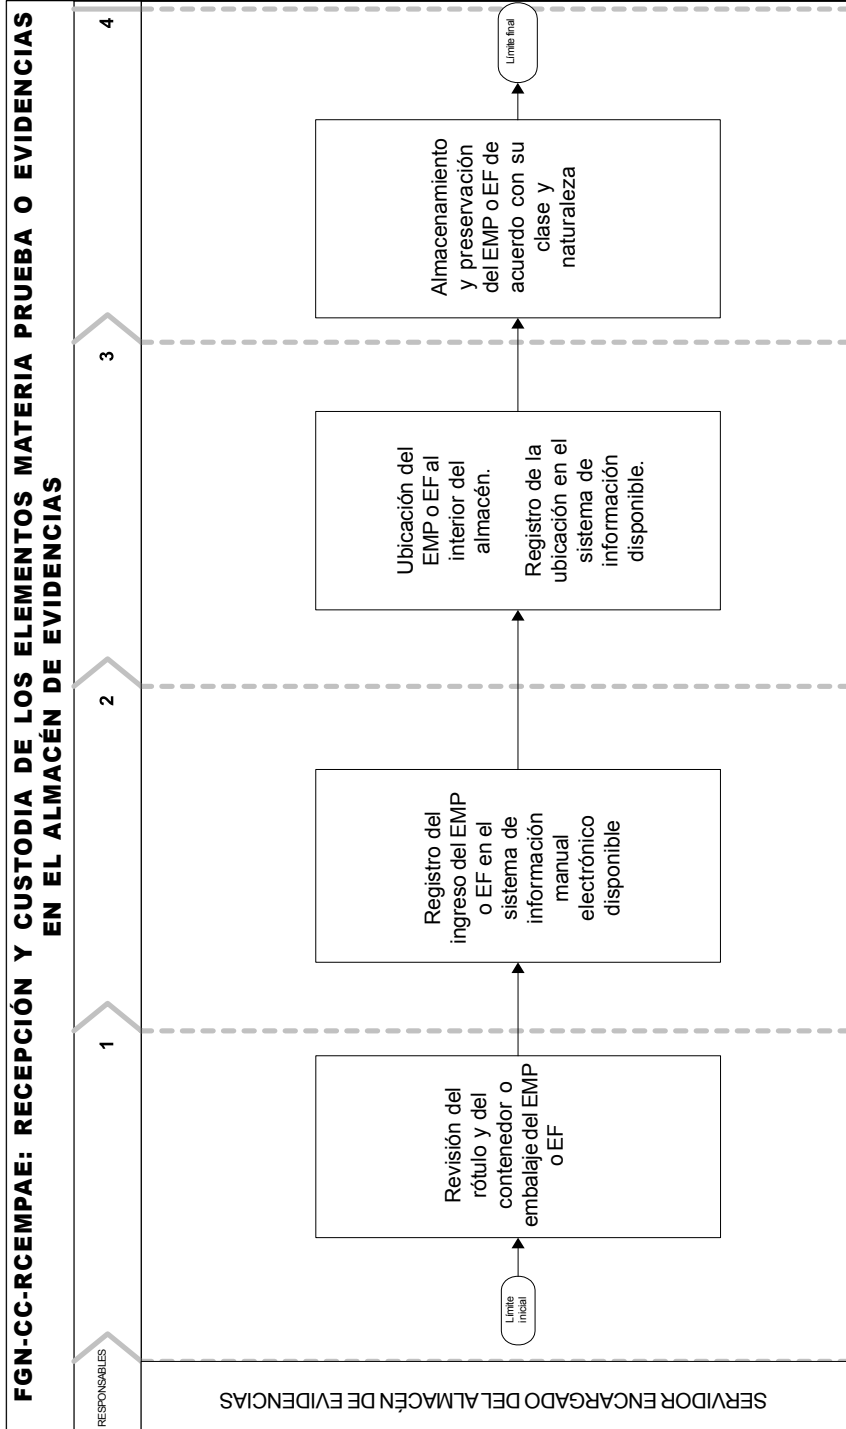 FGN-CC-RCEMPAE: RECEPCIÓN Y CUSTODIA DE LOS ELEMENTOS MATERIA PRUEBA O EVIDENCIAS
EN EL ALMACÉN DE EVIDENCIAS
RESPONSABLES
1
2
3
4
SERVIDOR ENCARGADO DEL ALMACÉN DE EVIDENCIAS
Límite
inicial
Revisión del
rótulo y del
contenedor o
embalaje del EMP
o EF
Registro del
ingreso del EMP
o EF en el
sistema de
información
manual
electrónico
disponible
Ubicación del
EMP o EF al
interior del
almacén.
Registro de la
ubicación en el
sistema de
información
disponible.
Almacenamiento
y preservación
del EMP o EF de
acuerdo con su
clase y
naturaleza
Límite final